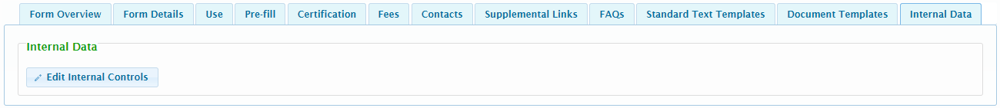 Form Overview Form Details Use Pre-fill Certification Fees Contacts Supplemental Links FAQs Standard Text Templates Document Templates Internal Data
Internal Data
Edit Internal Controls